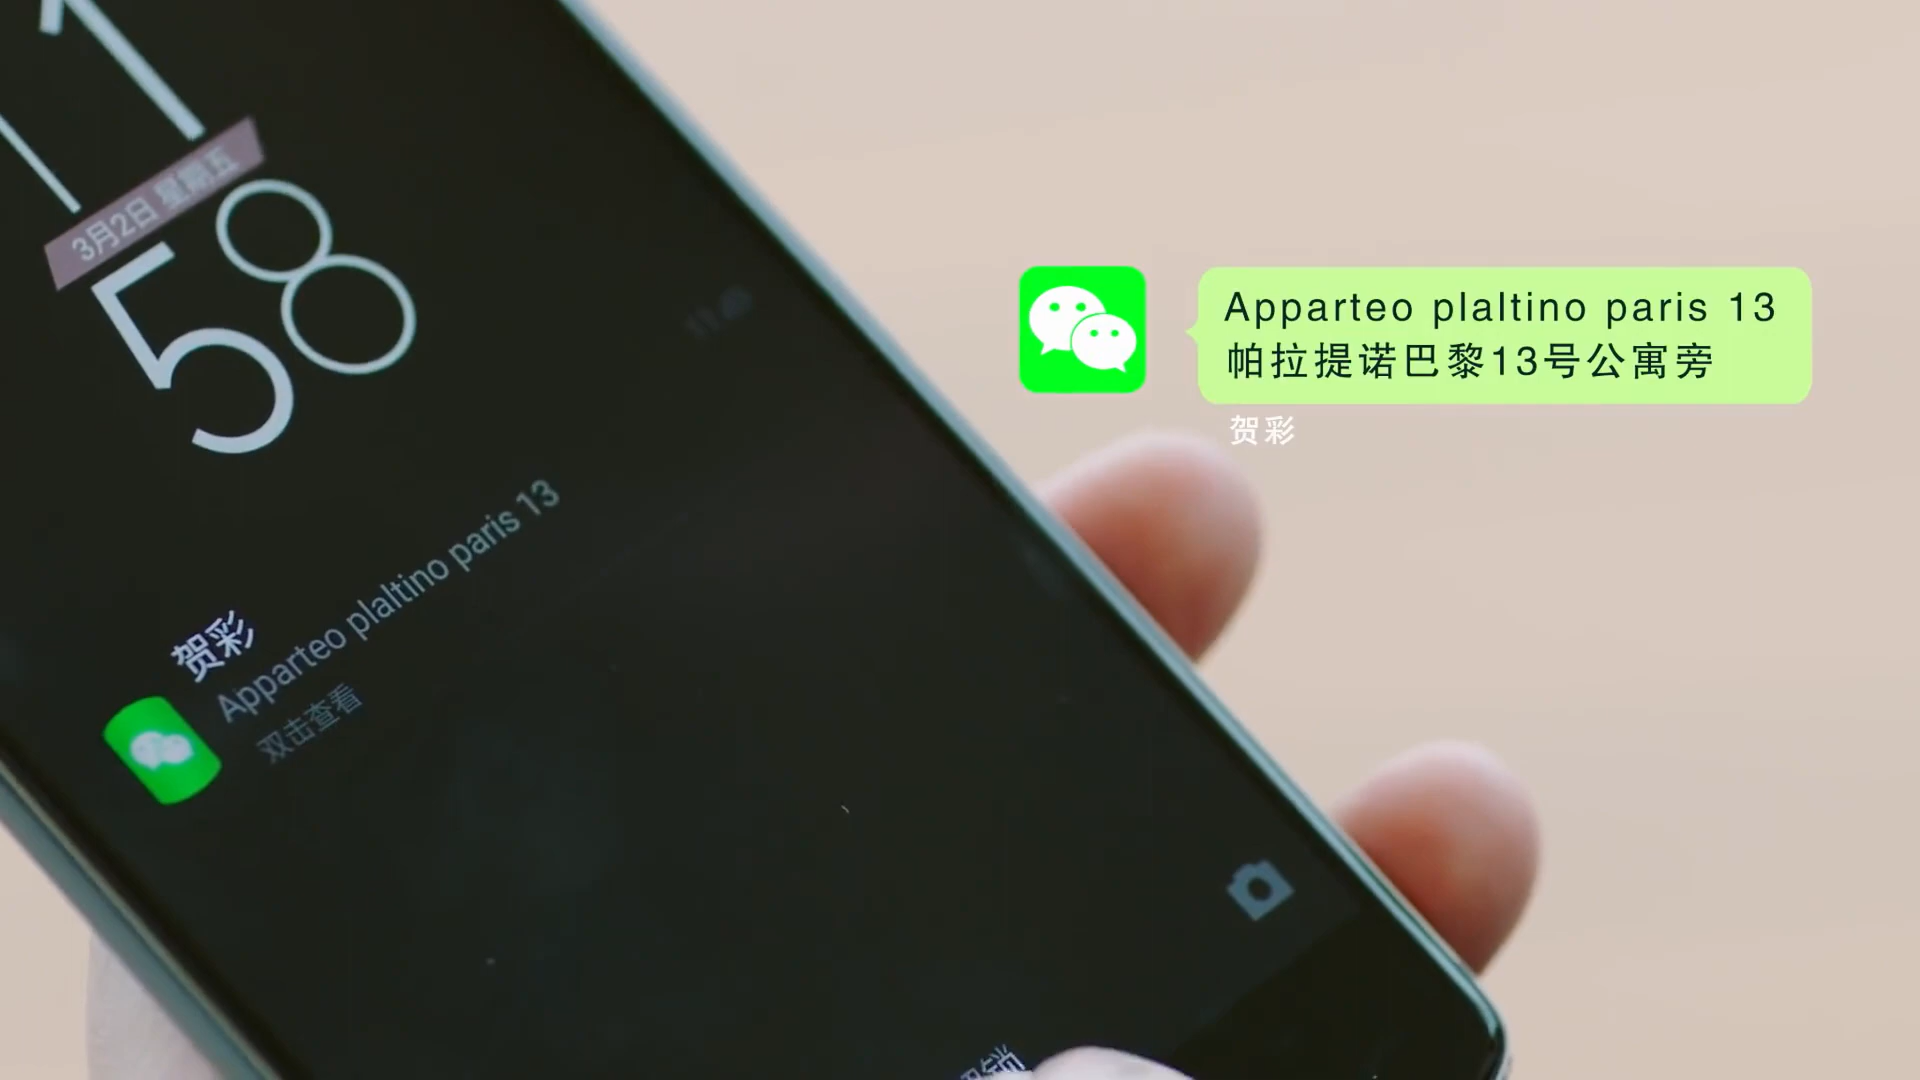 11
3月2日 星期五
58
贺彩
Apparteo plaltino paris 13
双击查看
Apparteo plaltino paris 13
帕拉提诺巴黎13号公寓旁
贺彩